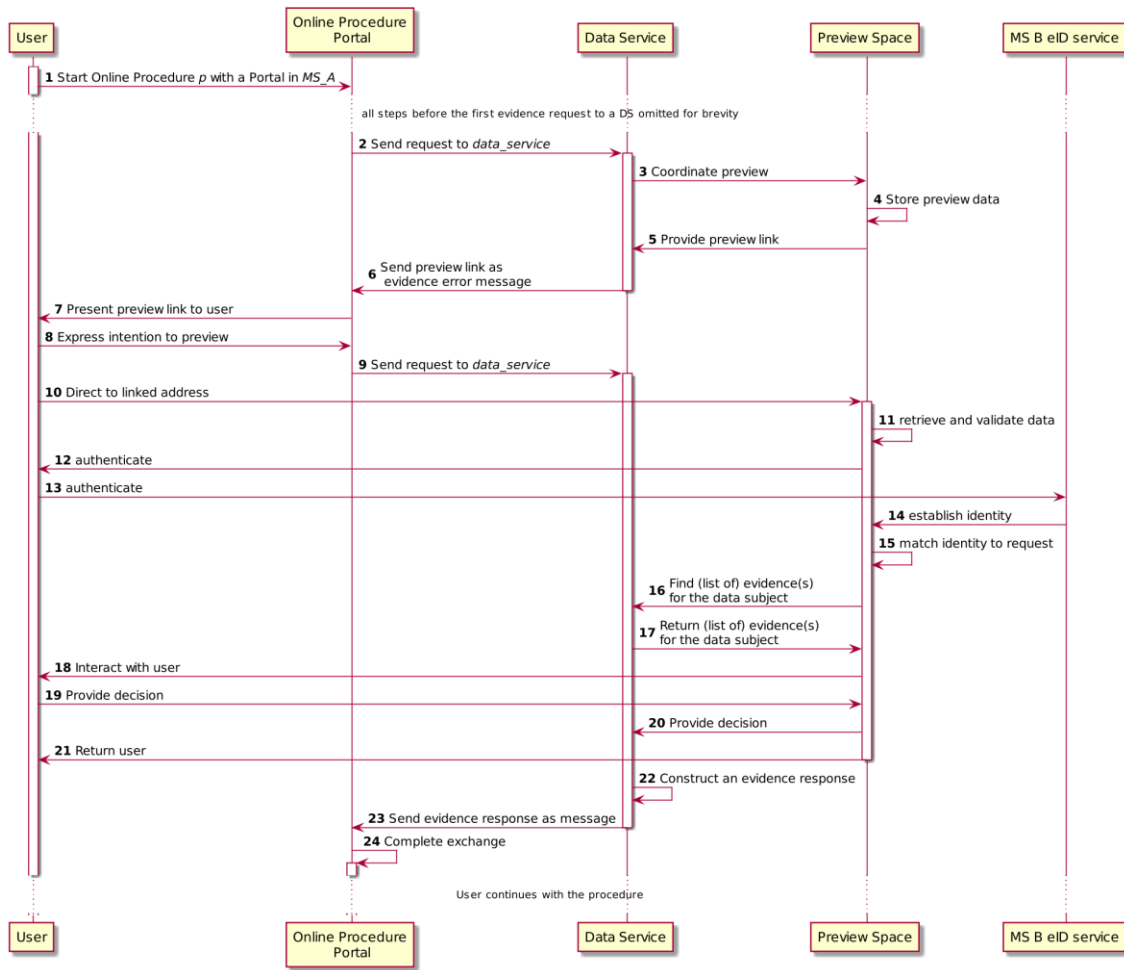 User
Online Procedure
Portal
Data Service
Preview Space
MS B eID service
1 Start Online Procedure p with a Portal in MS_A
all steps before the first evidence request to a DS omitted for brevity
2 Send request to data_service
3 Coordinate preview
4 Store preview data
5 Provide preview link
6 Send preview link as
evidence error message
7 Present preview link to user
8 Express intention to preview
9 Send request to data_service
10 Direct to linked address
11 retrieve and validate data
12 authenticate
13 authenticate
14 establish identity
15 match identity to request
16 Find (list of) evidence(s)
for the data subject
17 Return (list of) evidence(s)
for the data subject
18 Interact with user
19 Provide decision
20 Provide decision
21 Return user
22 Construct an evidence response
23 Send evidence response as message
24 Complete exchange
User continues with the procedure
User
Online Procedure
Portal
Data Service
Preview Space
MS B eID service